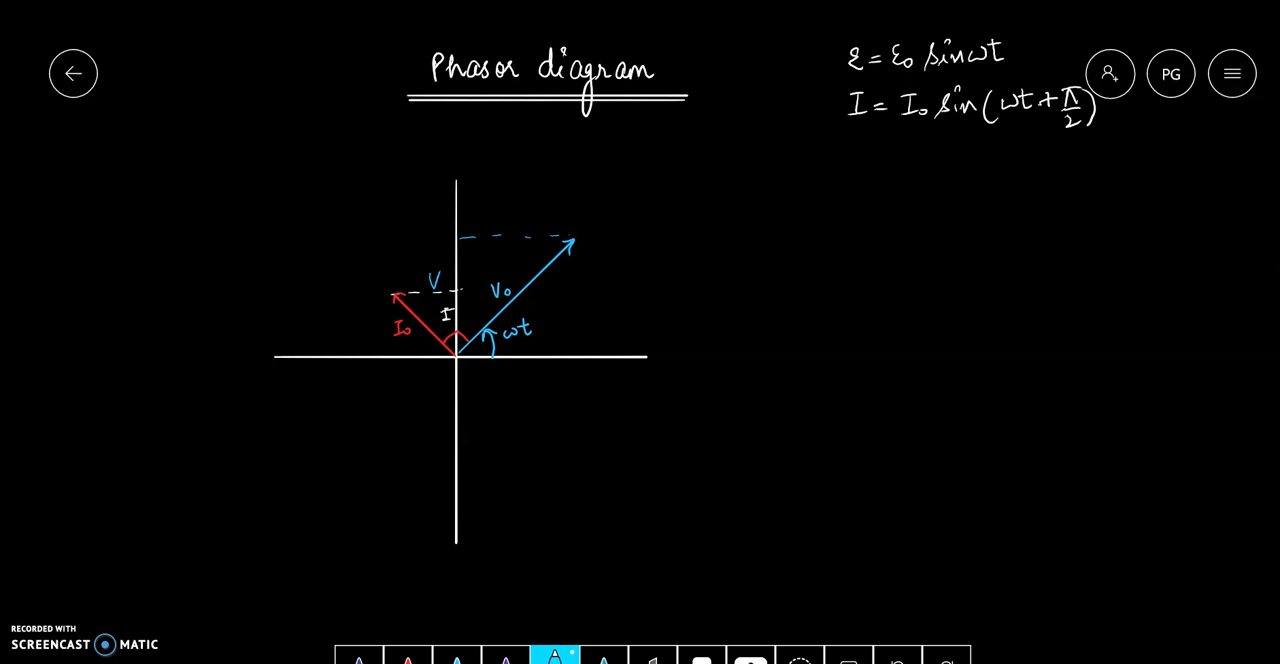 Phasor diagram
ε = ε₀ sinωt
I = I₀ sin(ωt + π/2)
PG
V
V₀
I
I₀
ωt
RECORDED WITH
SCREENCAST MATIC